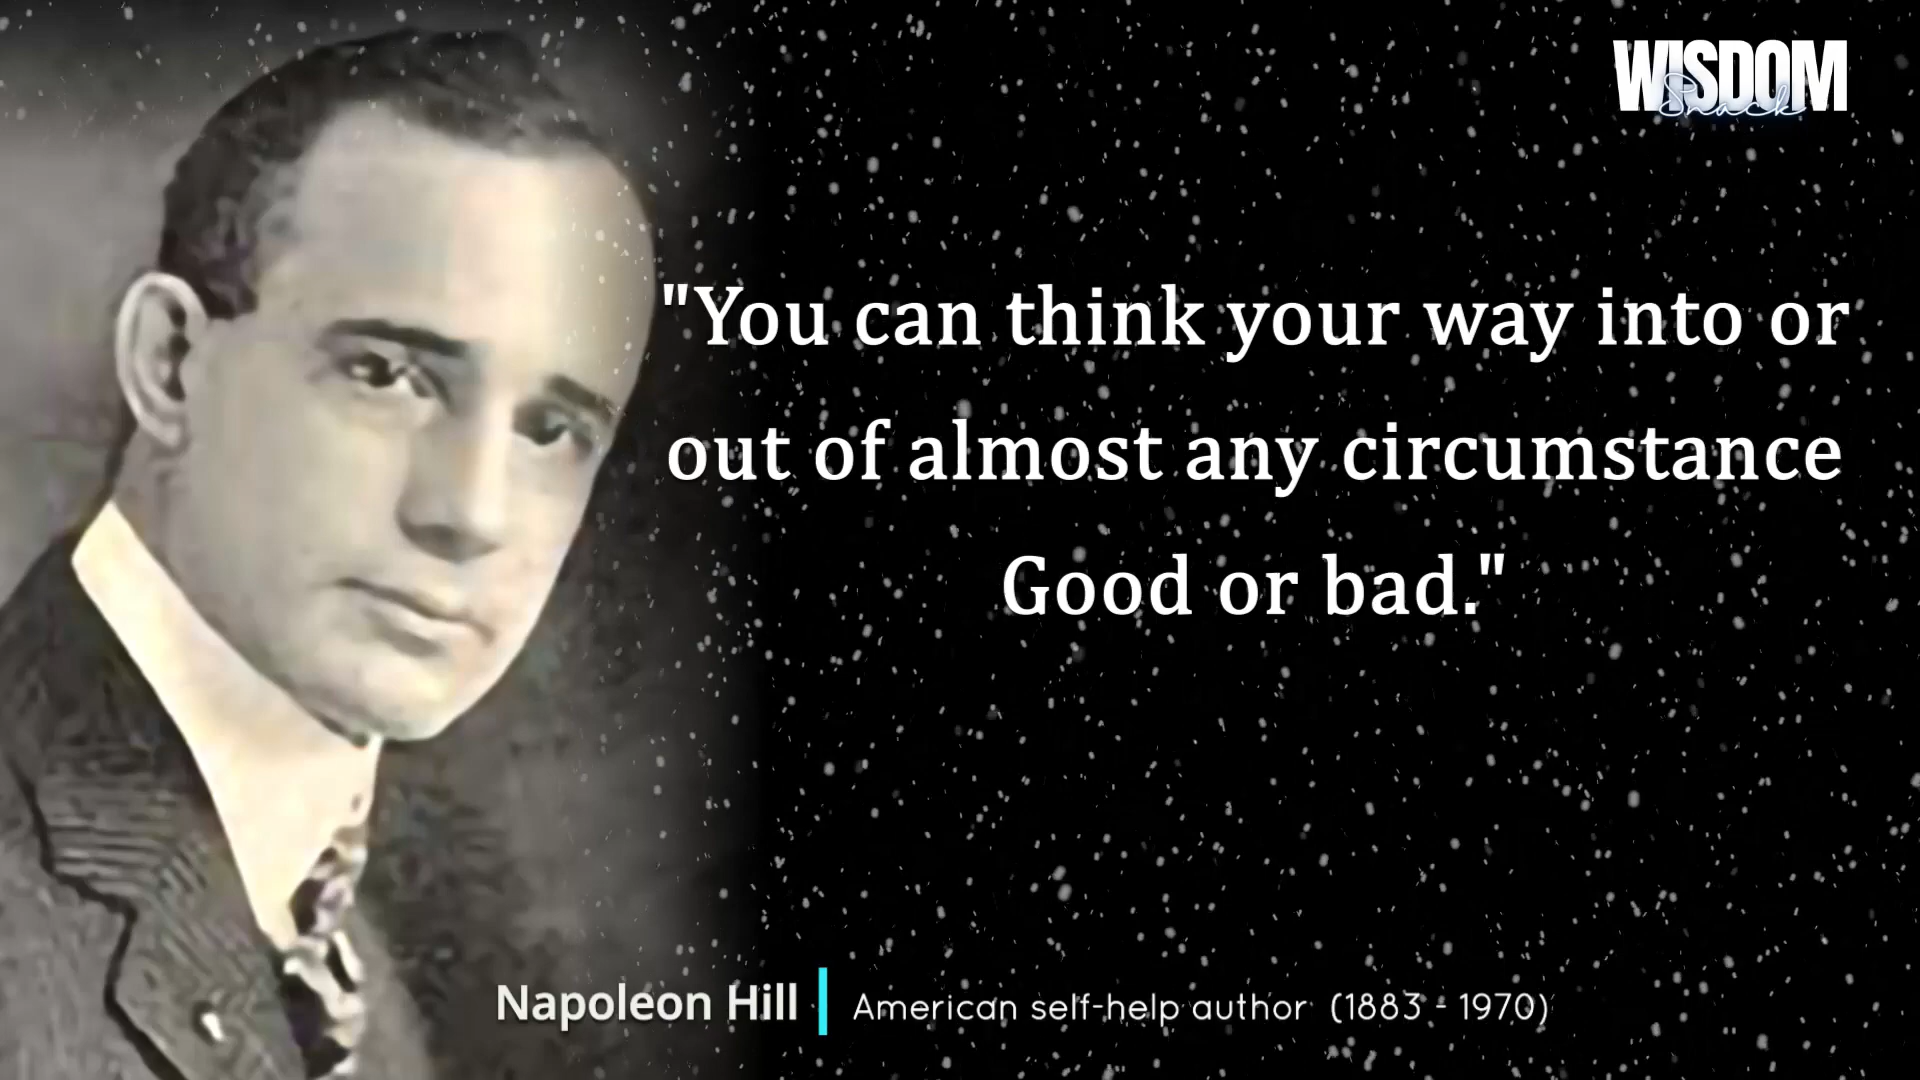 WISDOM
Snack
"You can think your way into or
out of almost any circumstance
Good or bad."
Napoleon Hill American self-help author (1883 - 1970)